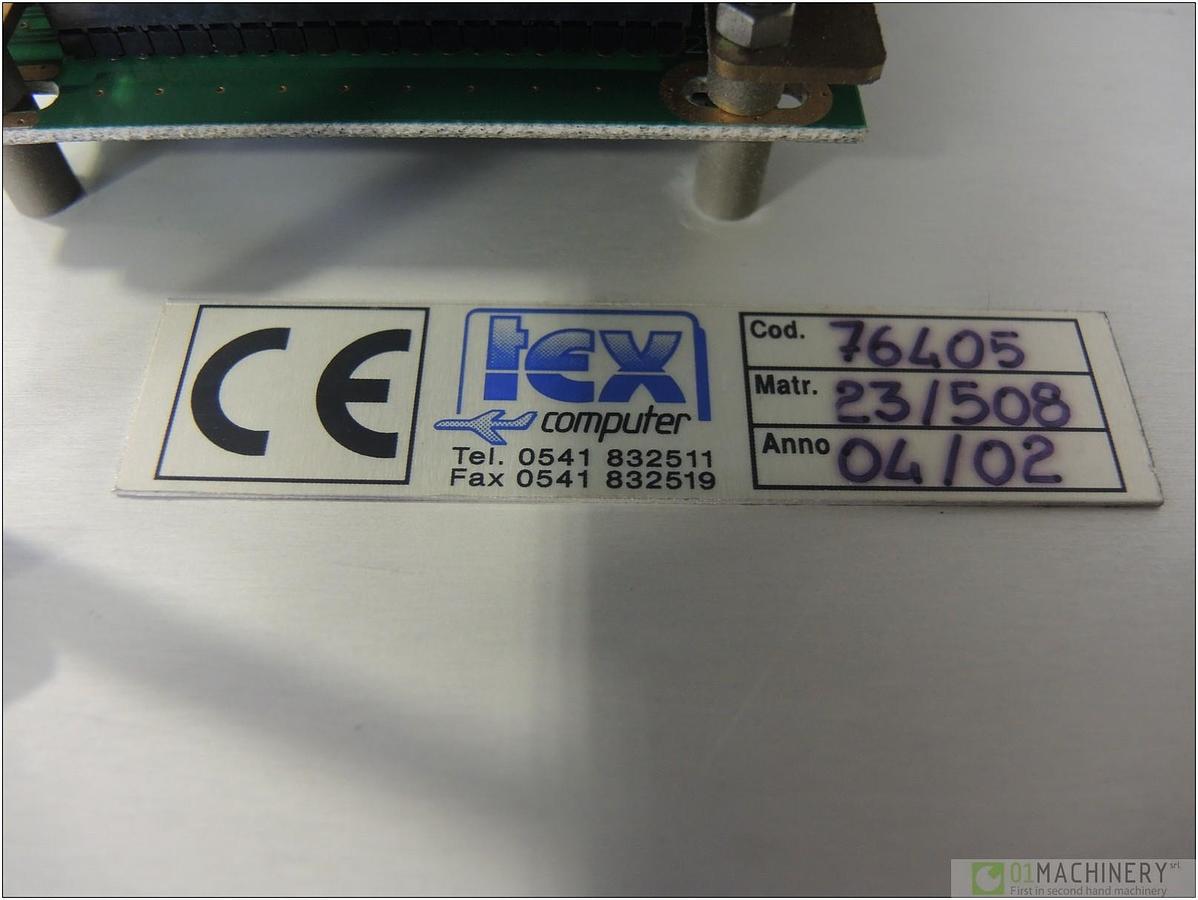 CE
tex
computer
Tel. 0541 832511
Fax 0541 832519
Cod. 76405
Matr. 23/508
Anno 04/02
01MACHINERY srl
First in second hand machinery